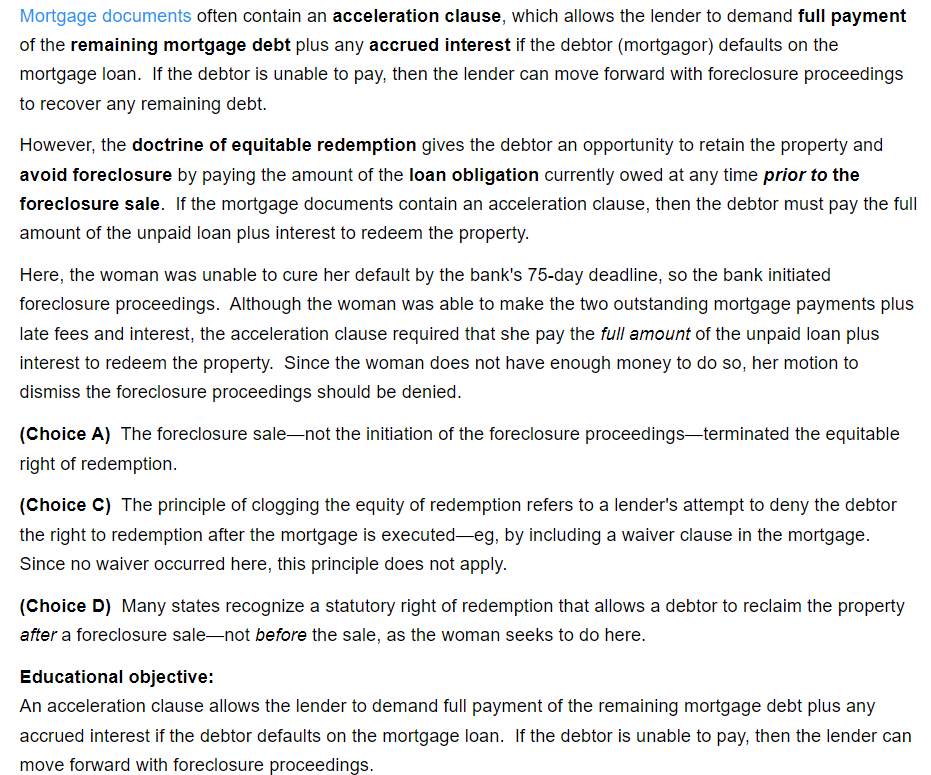 Mortgage documents often contain an acceleration clause, which allows the lender to demand full payment
of the remaining mortgage debt plus any accrued interest if the debtor (mortgagor) defaults on the
mortgage loan.  If the debtor is unable to pay, then the lender can move forward with foreclosure proceedings
to recover any remaining debt.
However, the doctrine of equitable redemption gives the debtor an opportunity to retain the property and
avoid foreclosure by paying the amount of the loan obligation currently owed at any time prior to the
foreclosure sale.  If the mortgage documents contain an acceleration clause, then the debtor must pay the full
amount of the unpaid loan plus interest to redeem the property.
Here, the woman was unable to cure her default by the bank's 75-day deadline, so the bank initiated
foreclosure proceedings.  Although the woman was able to make the two outstanding mortgage payments plus
late fees and interest, the acceleration clause required that she pay the full amount of the unpaid loan plus
interest to redeem the property.  Since the woman does not have enough money to do so, her motion to
dismiss the foreclosure proceedings should be denied.
(Choice A)  The foreclosure sale—not the initiation of the foreclosure proceedings—terminated the equitable
right of redemption.
(Choice C)  The principle of clogging the equity of redemption refers to a lender's attempt to deny the debtor
the right to redemption after the mortgage is executed—eg, by including a waiver clause in the mortgage.
Since no waiver occurred here, this principle does not apply.
(Choice D)  Many states recognize a statutory right of redemption that allows a debtor to reclaim the property
after a foreclosure sale—not before the sale, as the woman seeks to do here.
Educational objective:
An acceleration clause allows the lender to demand full payment of the remaining mortgage debt plus any
accrued interest if the debtor defaults on the mortgage loan.  If the debtor is unable to pay, then the lender can
move forward with foreclosure proceedings.